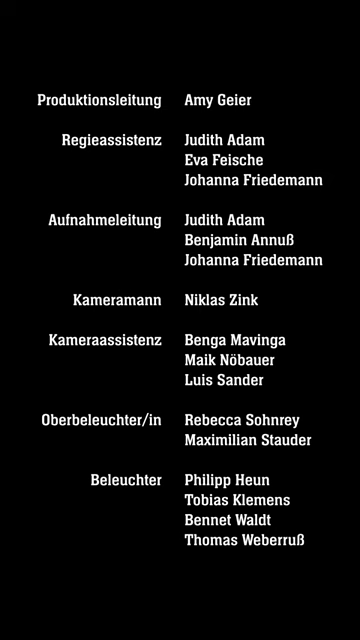 Produktionsleitung Amy Geier
Regieassistenz Judith Adam
Eva Feische
Johanna Friedemann
Aufnahmeleitung Judith Adam
Benjamin Annuß
Johanna Friedemann
Kameramann Niklas Zink
Kameraassistenz Benga Mavinga
Maik Nöbauer
Luis Sander
Oberbeleuchter/in Rebecca Sohnrey
Maximilian Stauder
Beleuchter Philipp Heun
Tobias Klemens
Bennet Waldt
Thomas Weberruß